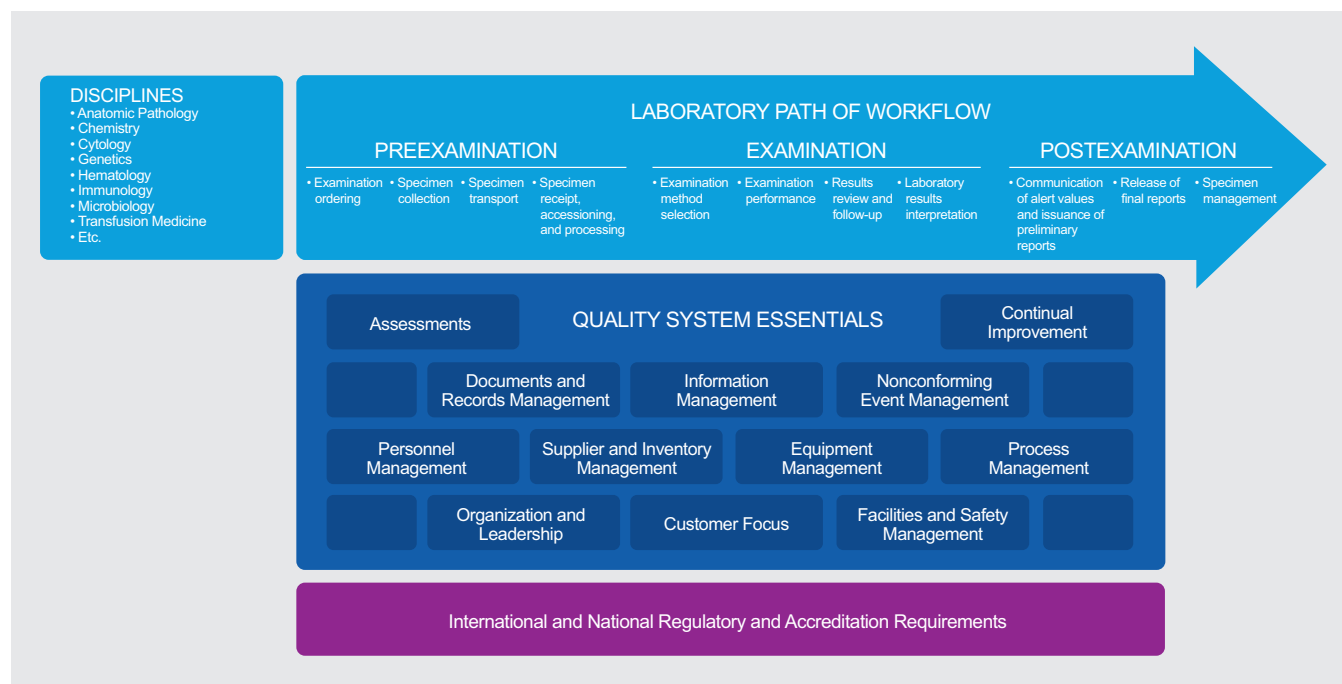 DISCIPLINES
• Anatomic Pathology
• Chemistry
• Cytology
• Genetics
• Hematology
• Immunology
• Microbiology
• Transfusion Medicine
• Etc.
LABORATORY PATH OF WORKFLOW
PREEXAMINATION
• Examination
ordering
• Specimen
collection
• Specimen
transport
• Specimen
receipt,
accessioning,
and processing
EXAMINATION
• Examination
method
selection
• Examination
performance
• Results
review and
follow-up
• Laboratory
results
interpretation
POSTEXAMINATION
• Communication
of alert values
and issuance of
preliminary
reports
• Release of
final reports
• Specimen
management
QUALITY SYSTEM ESSENTIALS
Assessments
Continual
Improvement
Documents and
Records Management
Information
Management
Nonconforming
Event Management
Personnel
Management
Supplier and Inventory
Management
Equipment
Management
Process
Management
Organization and
Leadership
Customer Focus
Facilities and Safety
Management
International and National Regulatory and Accreditation Requirements